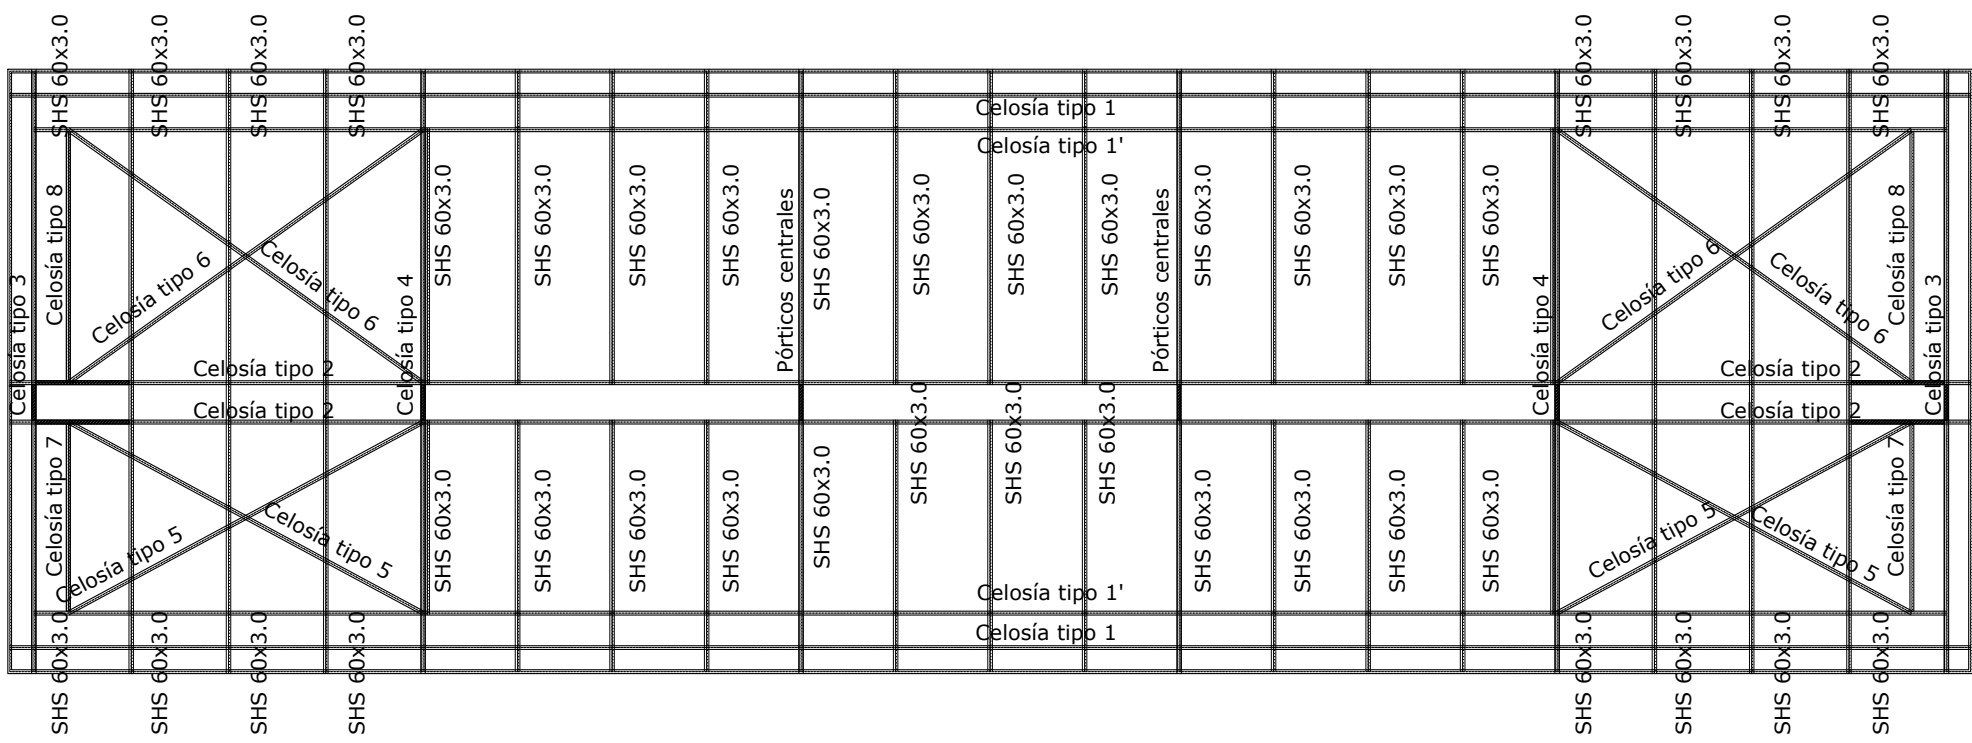 SHS 60x3.0
SHS 60x3.0
SHS 60x3.0
SHS 60x3.0
SHS 60x3.0
SHS 60x3.0
SHS 60x3.0
SHS 60x3.0
Celosía tipo 1
Celosía tipo 1'
Celosía tipo 3
Celosía tipo 8
Celosía tipo 6
Celosía tipo 6
Celosía tipo 4
SHS 60x3.0
SHS 60x3.0
SHS 60x3.0
SHS 60x3.0
Pórticos centrales
SHS 60x3.0
SHS 60x3.0
SHS 60x3.0
SHS 60x3.0
Pórticos centrales
SHS 60x3.0
SHS 60x3.0
SHS 60x3.0
SHS 60x3.0
Celosía tipo 4
Celosía tipo 6
Celosía tipo 6
Celosía tipo 8
Celosía tipo 3
Celosía tipo 2
Celosía tipo 2
Celosía tipo 2
Celosía tipo 2
Celosía tipo 7
Celosía tipo 5
Celosía tipo 5
SHS 60x3.0
SHS 60x3.0
SHS 60x3.0
SHS 60x3.0
SHS 60x3.0
SHS 60x3.0
SHS 60x3.0
SHS 60x3.0
SHS 60x3.0
SHS 60x3.0
SHS 60x3.0
SHS 60x3.0
Celosía tipo 5
Celosía tipo 5
Celosía tipo 7
Celosía tipo 1'
Celosía tipo 1
SHS 60x3.0
SHS 60x3.0
SHS 60x3.0
SHS 60x3.0
SHS 60x3.0
SHS 60x3.0
SHS 60x3.0
SHS 60x3.0